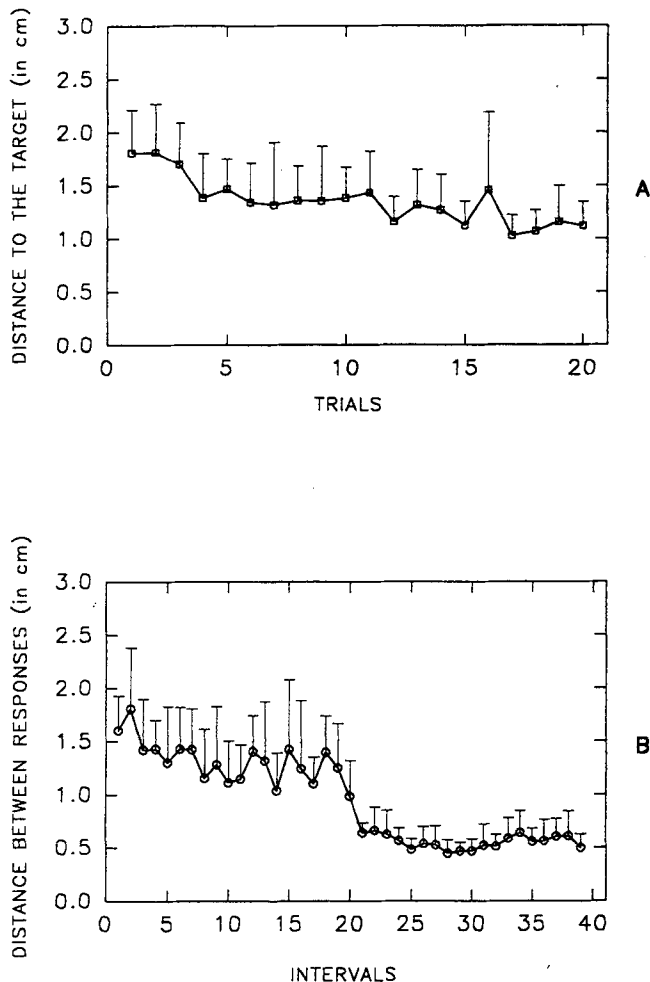 DISTANCE TO THE TARGET (in cm)
3.0
2.5
2.0
1.5
1.0
0.5
0.0
0 5 10 15 20
TRIALS
A
DISTANCE BETWEEN RESPONSES (in cm)
3.0
2.5
2.0
1.5
1.0
0.5
0.0
0 5 10 15 20 25 30 35 40
INTERVALS
B